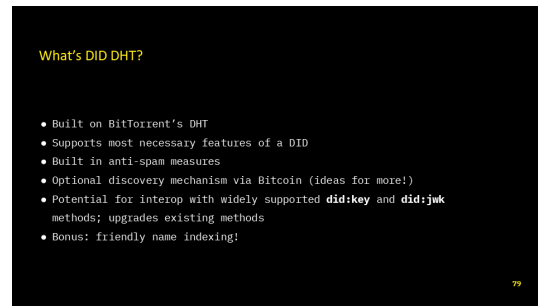 What's DID DHT?
● Built on BitTorrent's DHT
● Supports most necessary features of a DID
● Built in anti-spam measures
● Optional discovery mechanism via Bitcoin (ideas for more!)
● Potential for interop with widely supported did:key and did:jwk
methods; upgrades existing methods
● Bonus: friendly name indexing!
79